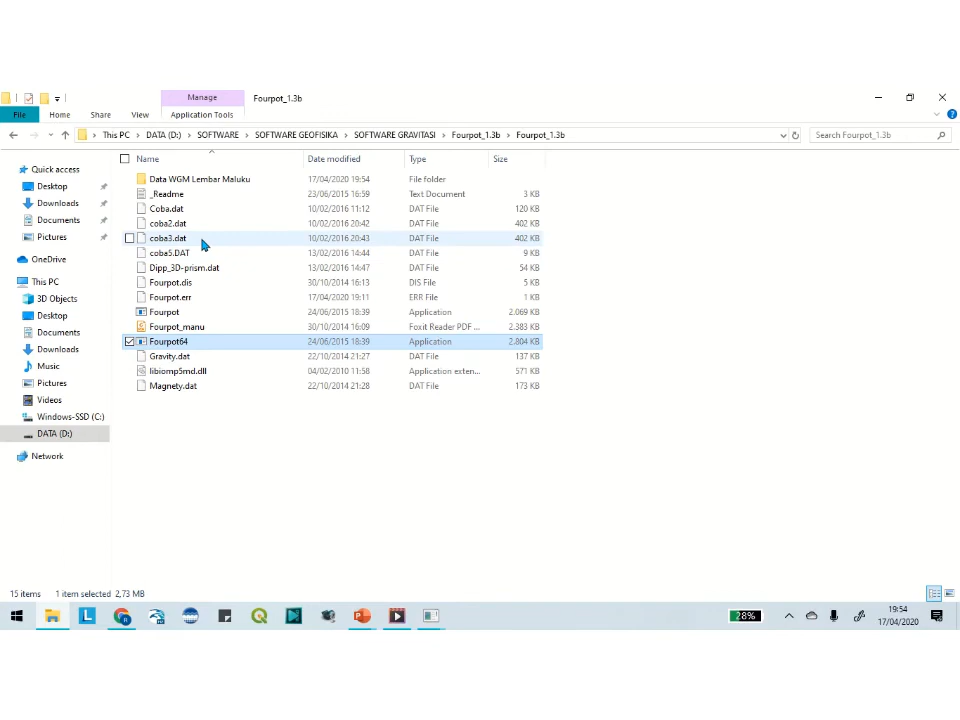 Manage
Fourpot_1.3b
File
Home
Share
View
Application Tools
This PC
DATA (D:)
SOFTWARE
SOFTWARE GEOFISIKA
SOFTWARE GRAVITASI
Fourpot_1.3b
Fourpot_1.3b
Search Fourpot_1.3b
Quick access
Desktop
Downloads
Documents
Pictures
OneDrive
This PC
3D Objects
Desktop
Documents
Downloads
Music
Pictures
Videos
Windows-SSD (C:)
DATA (D:)
Network
Name Date modified Type Size
Data WGM Lembar Maluku 17/04/2020 19:54 File folder
_Readme 23/06/2015 16:59 Text Document 3 KB
Coba.dat 10/02/2016 11:12 DAT File 120 KB
coba2.dat 10/02/2016 20:42 DAT File 402 KB
coba3.dat 10/02/2016 20:43 DAT File 402 KB
coba5.DAT 13/02/2016 14:44 DAT File 9 KB
Dipp_3D-prism.dat 13/02/2016 14:47 DAT File 54 KB
Fourpot.dis 30/10/2014 16:13 DIS File 5 KB
Fourpot.err 17/04/2020 19:11 ERR File 1 KB
Fourpot 24/06/2015 18:39 Application 2.069 KB
Fourpot_manu 30/10/2014 16:09 Foxit Reader PDF ... 2.383 KB
Fourpot64 24/06/2015 18:39 Application 2.804 KB
Gravity.dat 22/10/2014 21:27 DAT File 137 KB
libiomp5md.dll 04/02/2010 11:58 Application exten... 571 KB
Magnety.dat 22/10/2014 21:28 DAT File 173 KB
15 items 1 item selected 2,73 MB
28%
19:54
17/04/2020